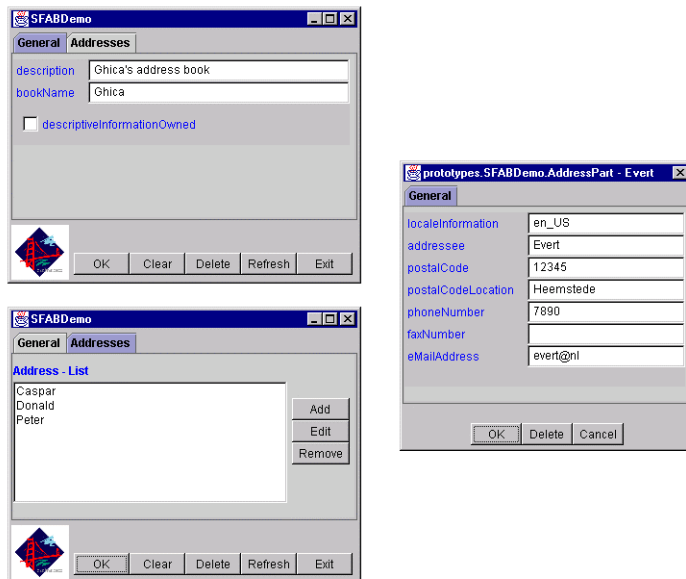 SFABDemo
General Addresses
description Ghica's address book
bookName Ghica
descriptiveInformationOwned
OK Clear Delete Refresh Exit
SFABDemo
General Addresses
Address - List
Caspar
Donald
Peter
Add
Edit
Remove
OK Clear Delete Refresh Exit
prototypes.SFABDemo.AddressPart - Evert
General
localeInformation en_US
addressee Evert
postalCode 12345
postalCodeLocation Heemstede
phoneNumber 7890
faxNumber
eMailAddress evert@nl
OK Delete Cancel